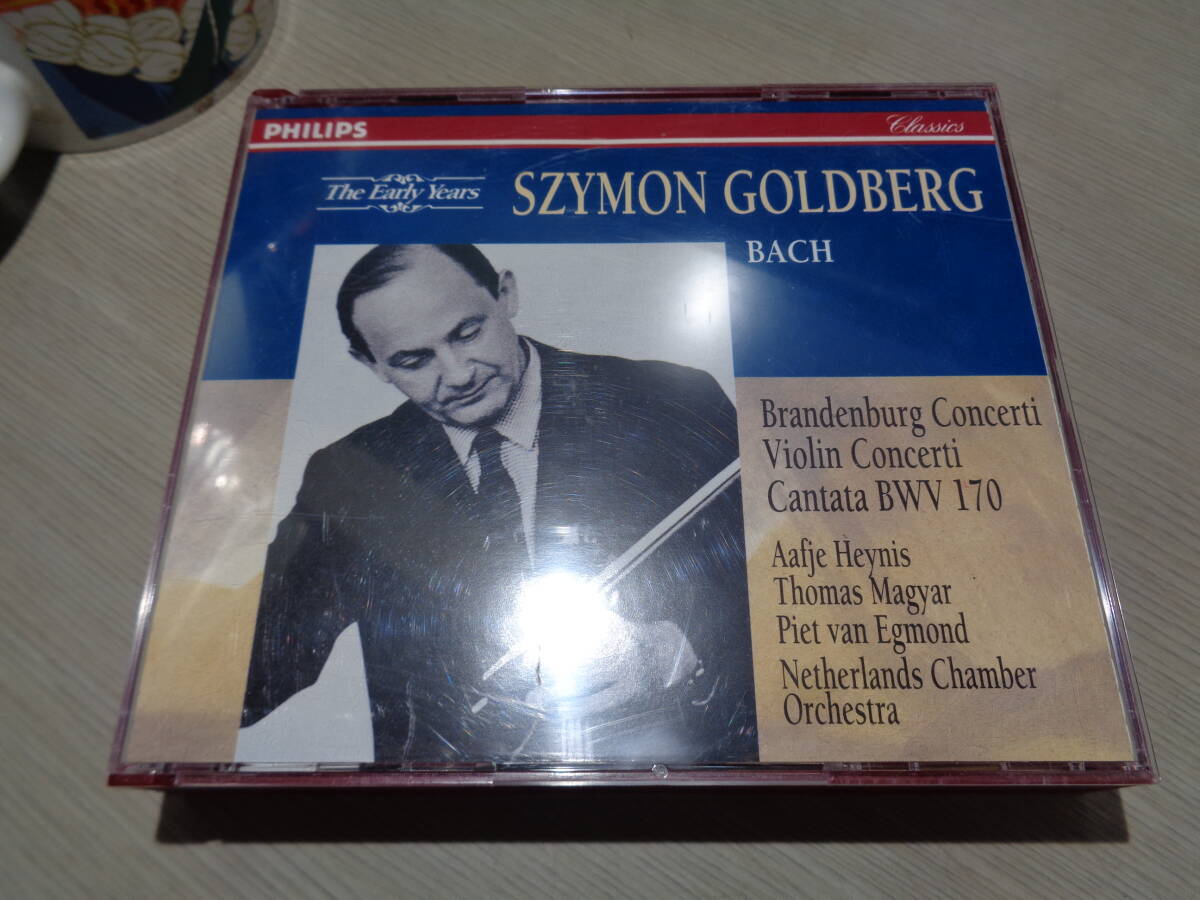 PHILIPS
Classics
The Early Years
SZYMON GOLDBERG
BACH
Brandenburg Concerti
Violin Concerti
Cantata BWV 170
Aafje Heynis
Thomas Magyar
Piet van Egmond
Netherlands Chamber
Orchestra